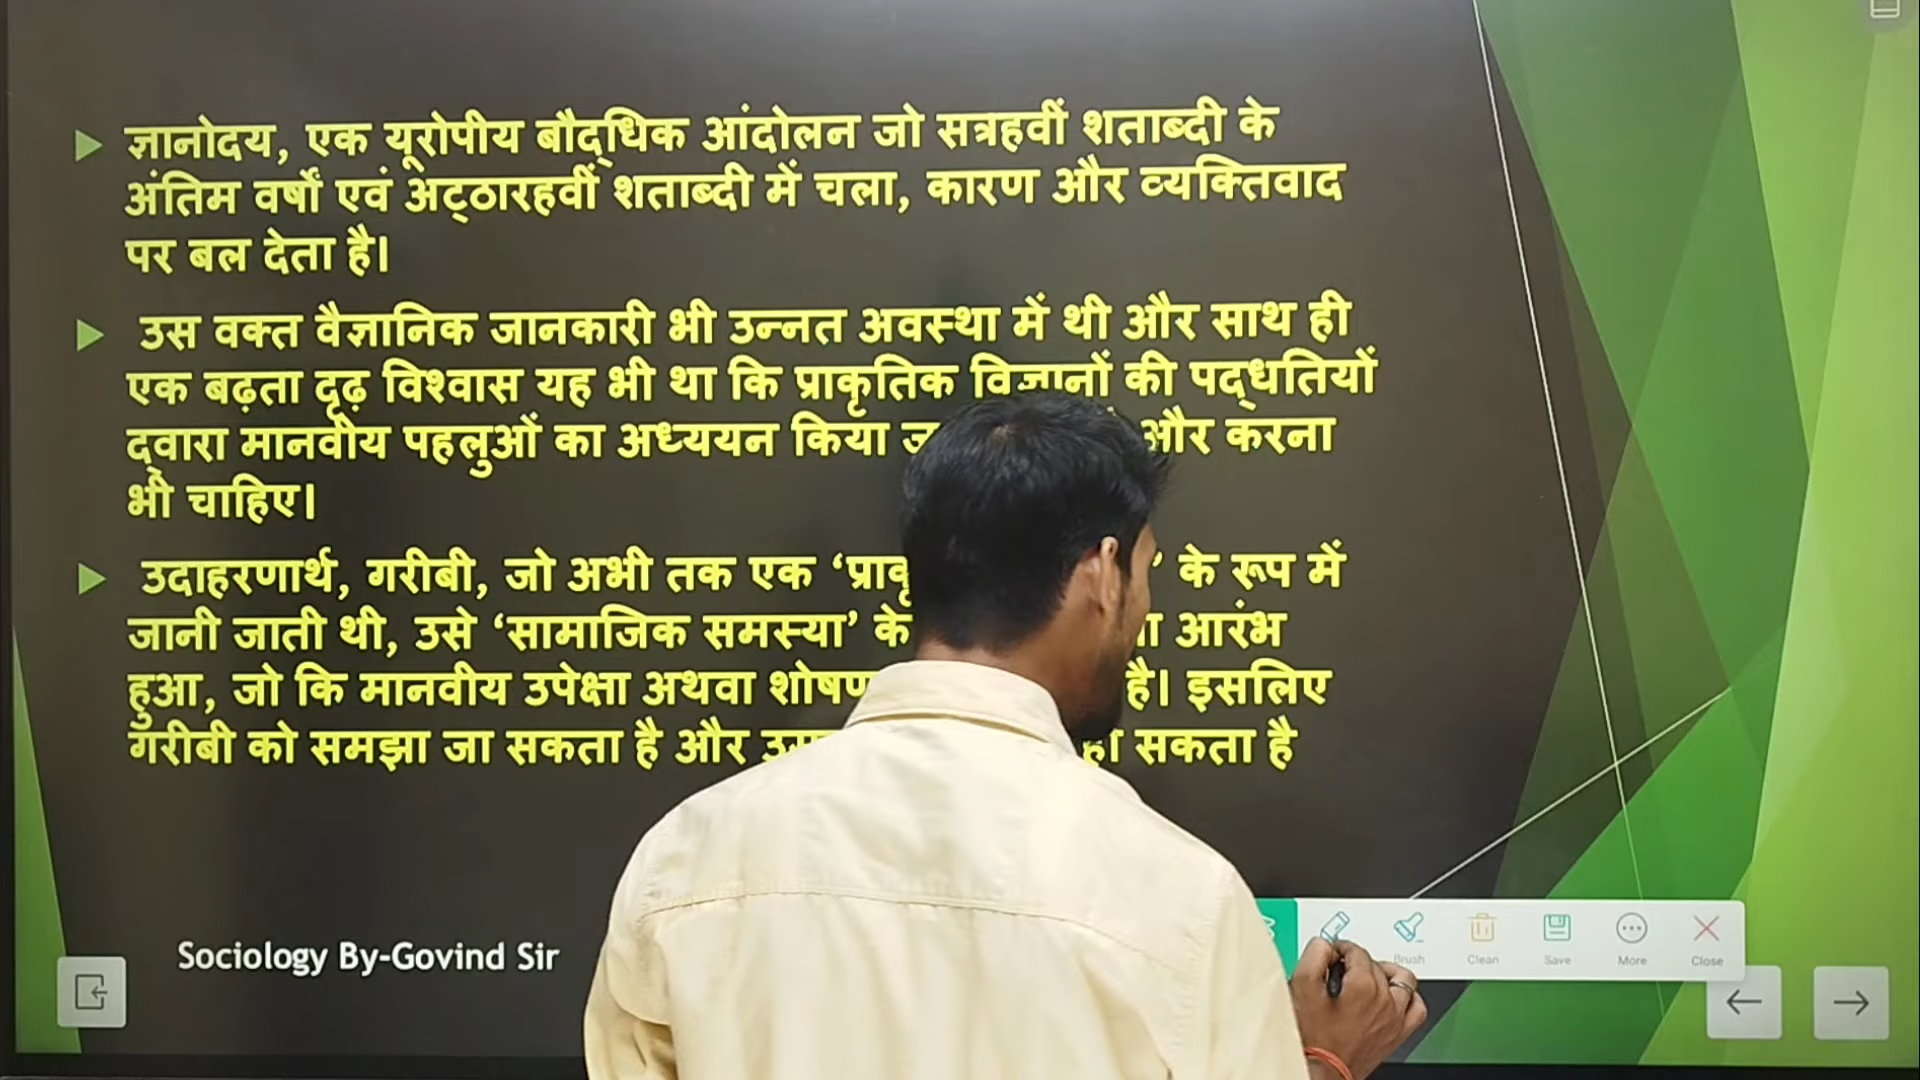 ज्ञानोदय, एक यूरोपीय बौद्धिक आंदोलन जो सत्रहवीं शताब्दी के
अंतिम वर्षों एवं अट्ठारहवीं शताब्दी में चला, कारण और व्यक्तिवाद
पर बल देता है।
उस वक्त वैज्ञानिक जानकारी भी उन्नत अवस्था में थी और साथ ही
एक बढ़ता दृढ़ विश्वास यह भी था कि प्राकृतिक विज्ञानों की पद्धतियों
द्वारा मानवीय पहलुओं का अध्ययन किया और करना
भी चाहिए।
उदाहरणार्थ, गरीबी, जो अभी तक एक के रूप में
जानी जाती थी, उसे ‘सामाजिक समस्या’ के आरंभ
हुआ, जो कि मानवीय उपेक्षा अथवा है। इसलिए
गरीबी को समझा जा सकता है और सकता है
Sociology By-Govind Sir
Brush Clean Save More Close